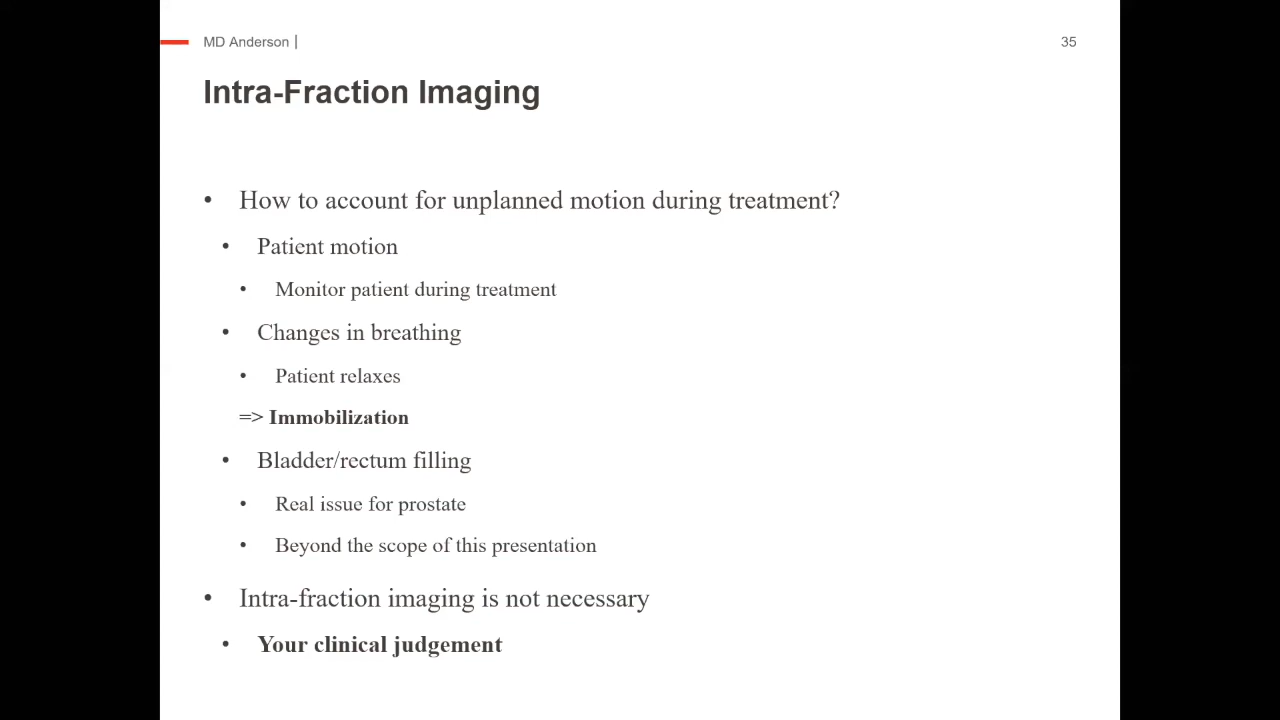 MD Anderson |
35
Intra-Fraction Imaging
• How to account for unplanned motion during treatment?
• Patient motion
• Monitor patient during treatment
• Changes in breathing
• Patient relaxes
=> Immobilization
• Bladder/rectum filling
• Real issue for prostate
• Beyond the scope of this presentation
• Intra-fraction imaging is not necessary
• Your clinical judgement